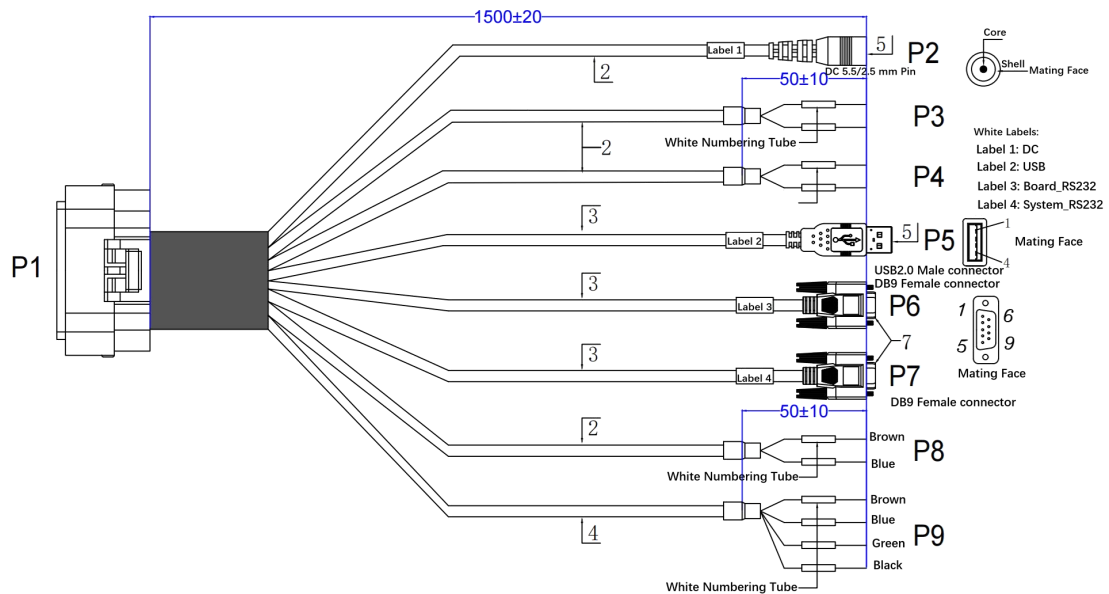 1500±20
Label 1
5
P2
DC 5.5/2.5 mm Pin
2
50±10
Core
Shell
Mating Face
P3
White Numbering Tube
2
P4
White Labels:
Label 1: DC
Label 2: USB
Label 3: Board_RS232
Label 4: System_RS232
3
Label 2
5
P5
1
4
Mating Face
USB2.0 Male connector
DB9 Female connector
P1
3
Label 3
P6
1
6
5
9
Mating Face
7
3
Label 4
P7
DB9 Female connector
50±10
2
Brown
Blue
P8
White Numbering Tube
Brown
Blue
Green
Black
P9
4
White Numbering Tube